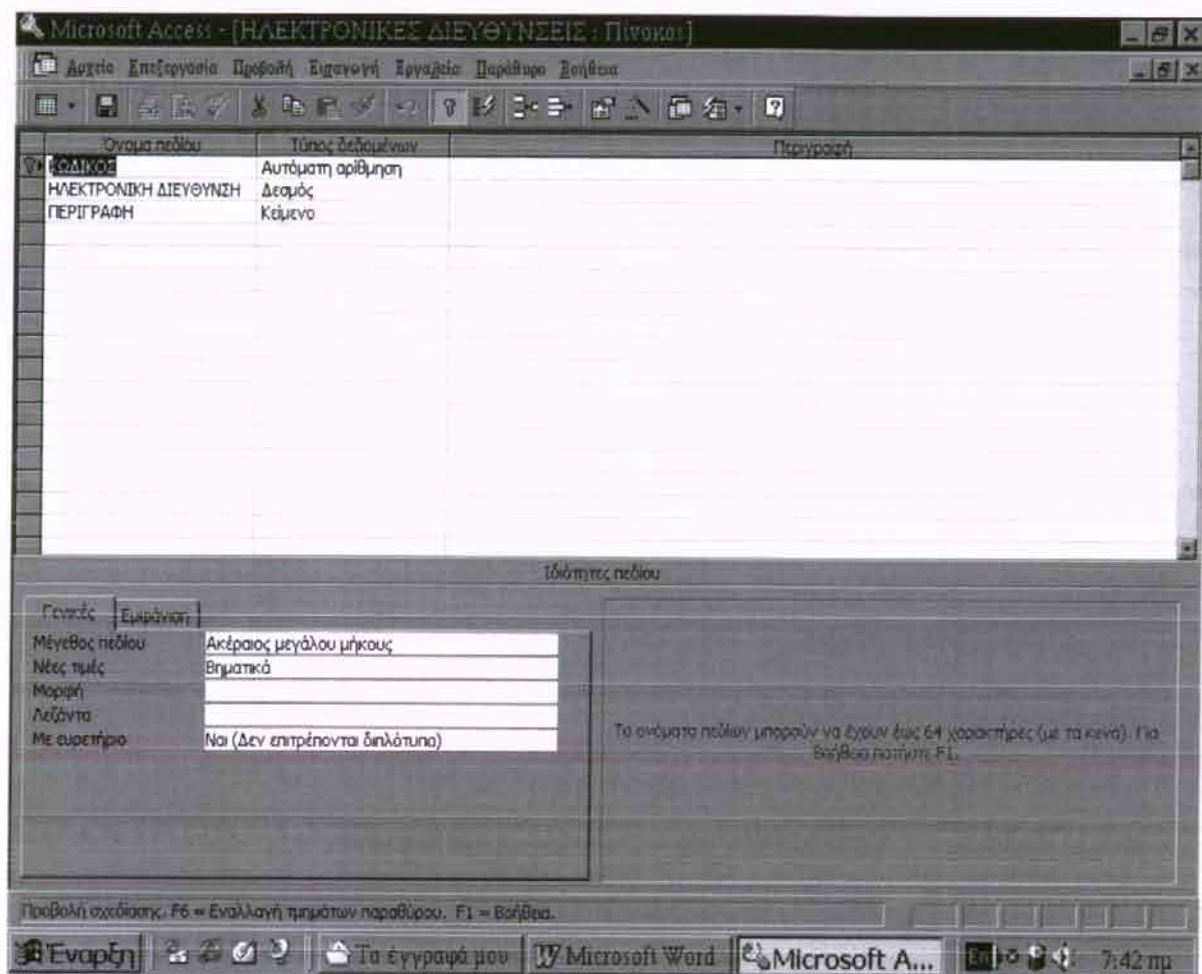 Microsoft Access - [ΗΛΕΚΤΡΟΝΙΚΕΣ ΔΙΕΥΘΥΝΣΕΙΣ : Πίνακας]
Αρχείο Επεξεργασία Προβολή Εισαγωγή Εργαλεία Παράθυρο Βοήθεια
Όνομα πεδίου Τύπος δεδομένων Περιγραφή
ΚΩΔΙΚΟΣ Αυτόματη αρίθμηση
ΗΛΕΚΤΡΟΝΙΚΗ ΔΙΕΥΘΥΝΣΗ Δεσμός
ΠΕΡΙΓΡΑΦΗ Κείμενο
Ιδιότητες πεδίου
Γενικές Εμφάνιση
Μέγεθος πεδίου Ακέραιος μεγάλου μήκους
Νέες τιμές Βηματικά
Μορφή
Λεζάντα
Με ευρετήριο Ναι (Δεν επιτρέπονται διπλότυπα)
Τα ονόματα πεδίων μπορούν να έχουν έως 64 χαρακτήρες (με τα κενά). Για
βοήθεια πατήστε F1.
Προβολή σχεδίασης. F6 = Εναλλαγή τμημάτων παραθύρου. F1 = Βοήθεια.
Έναρξη Τα έγγραφά μου Microsoft Word Microsoft A... En 7:42 πμ